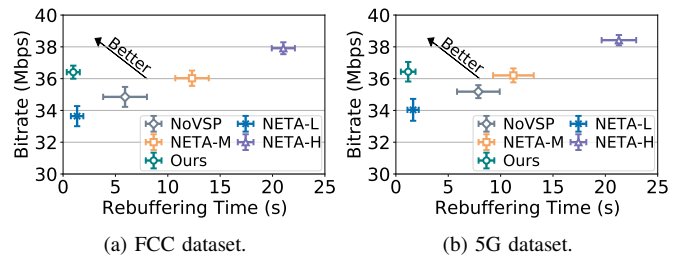 40
38
36
34
32
30
Bitrate (Mbps)
Better
NoVSP
NETA-M
Ours
NETA-L
NETA-H
0 5 10 15 20 25
Rebuffering Time (s)
(a) FCC dataset.
40
38
36
34
32
30
Bitrate (Mbps)
Better
NoVSP
NETA-M
Ours
NETA-L
NETA-H
0 5 10 15 20 25
Rebuffering Time (s)
(b) 5G dataset.